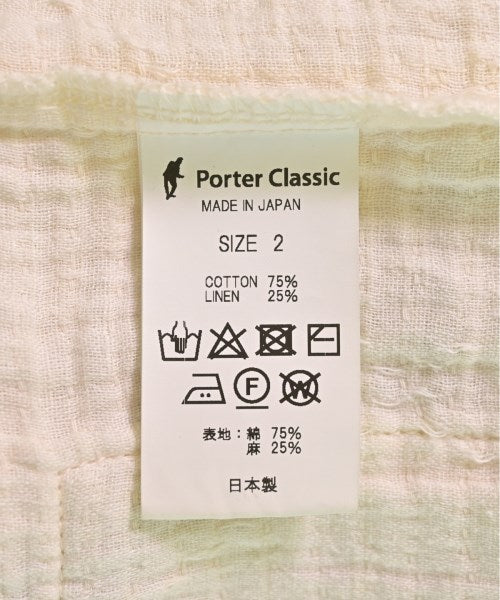 Porter Classic
MADE IN JAPAN
SIZE 2
COTTON 75%
LINEN 25%
F
W
表地：綿 75%
麻 25%
日本製